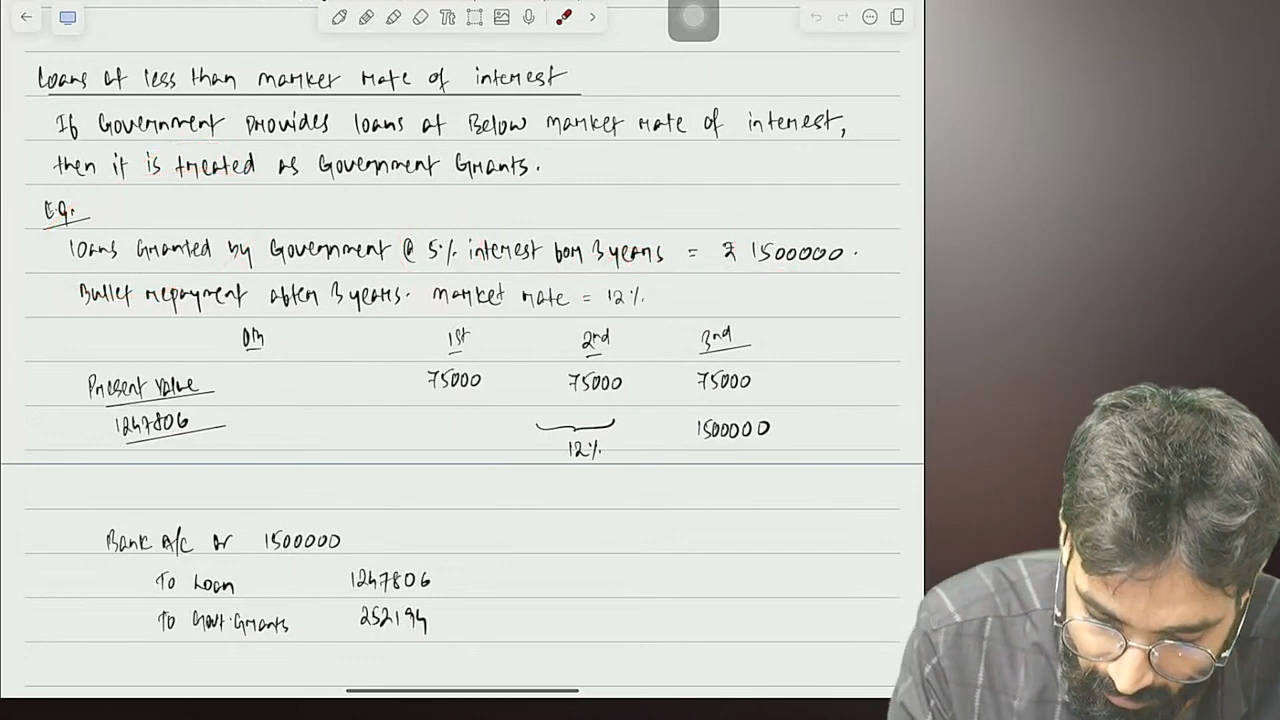 Loans at less than market rate of interest
If Government provides loans at Below market rate of interest,
then it is treated as Government Grants.
E.g.
loans Granted by Government @ 5% interest for 3 years = ₹ 1500000.
Bullet repayment after 3 years. market rate = 12%
0th 1st 2nd 3rd
Present value 75000 75000 75000
1247806 1500000
12%
Bank A/c Dr 1500000
To Loan 1247806
To Govt. Grants 252194